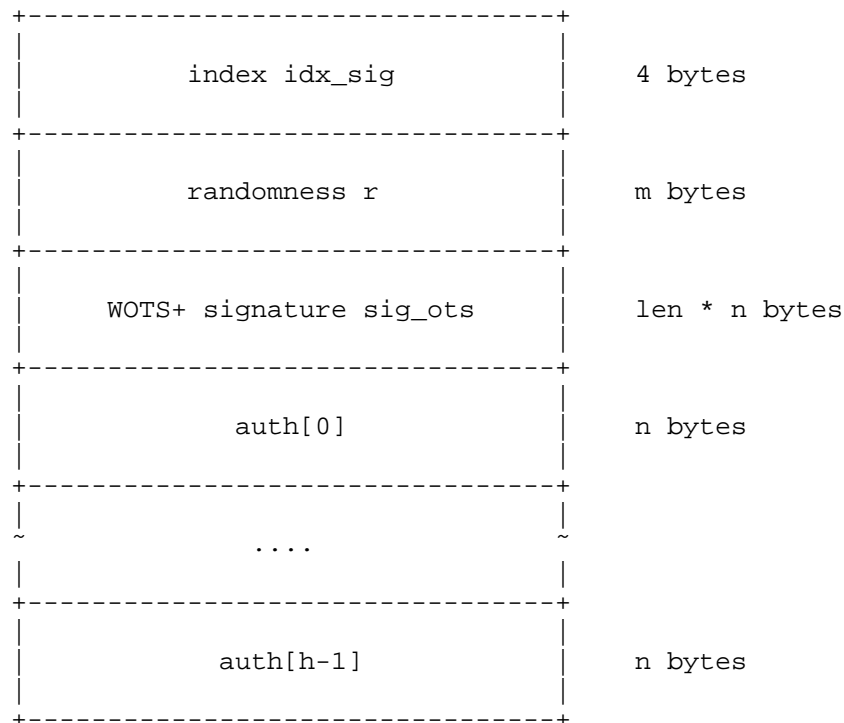 index idx_sig 4 bytes
randomness r m bytes
WOTS+ signature sig_ots len * n bytes
auth[0] n bytes
~ .... ~
auth[h-1] n bytes